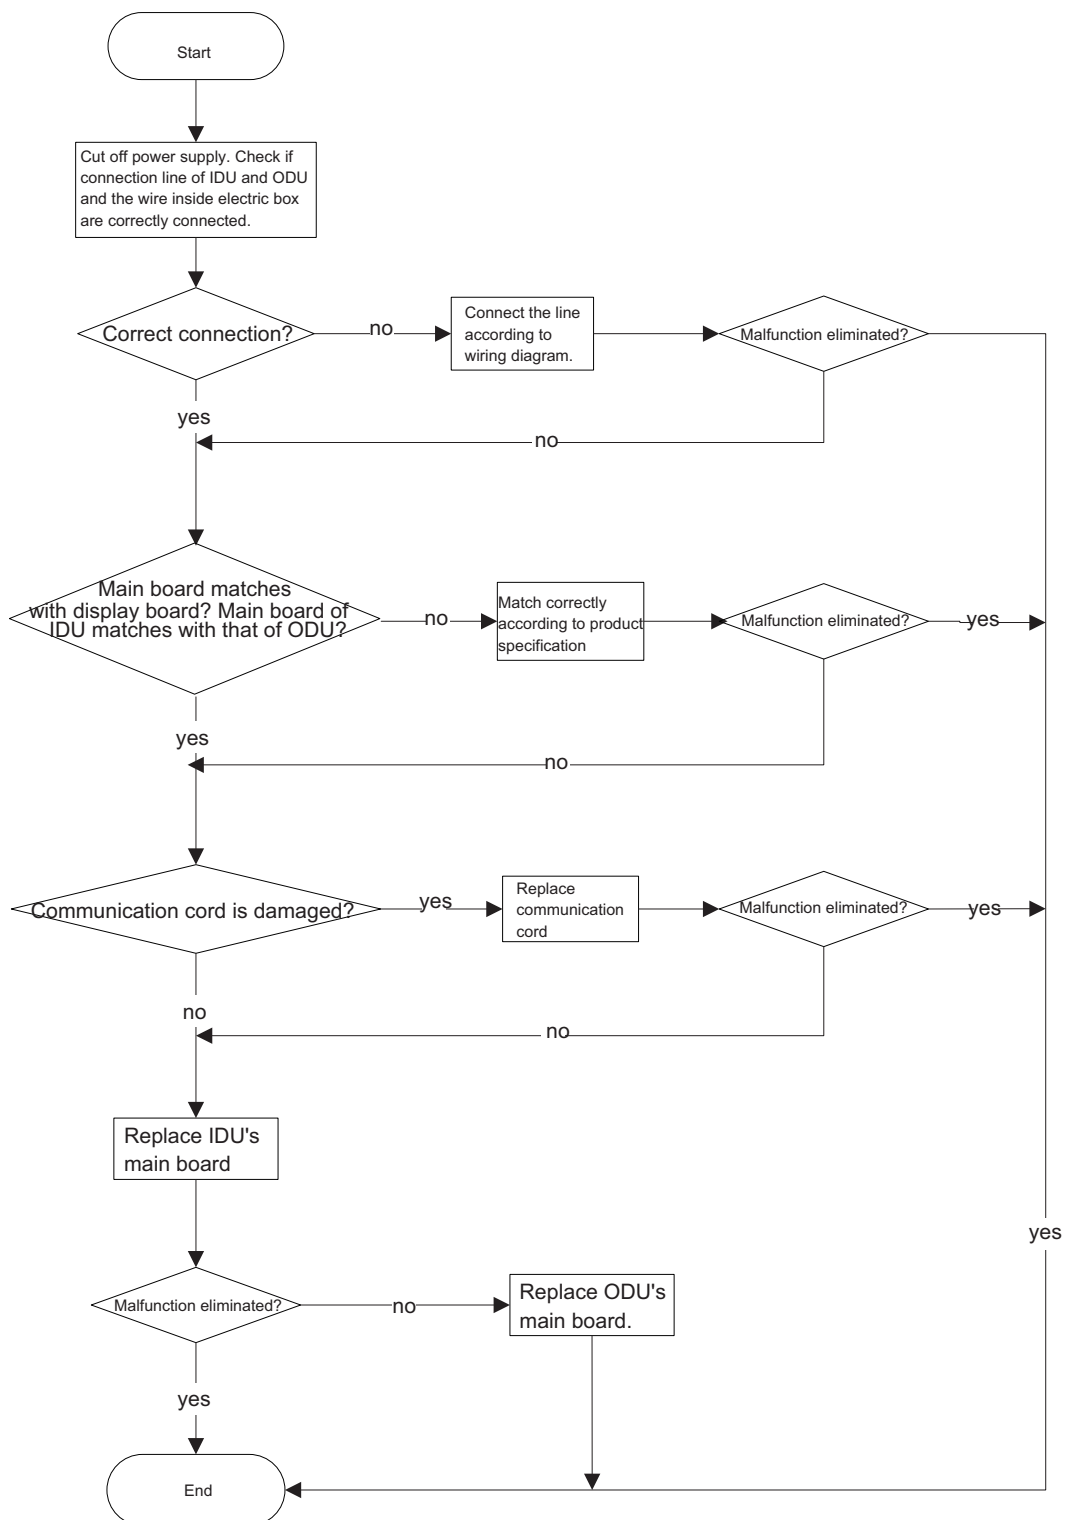 Start
Cut off power supply. Check if
connection line of IDU and ODU
and the wire inside electric box
are correctly connected.
Correct connection?
no
Connect the line
according to
wiring diagram.
Malfunction eliminated?
yes
no
Main board matches
with display board? Main board of
IDU matches with that of ODU?
no
Match correctly
according to product
specification
Malfunction eliminated?
yes
yes
no
Communication cord is damaged?
yes
Replace
communication
cord
Malfunction eliminated?
yes
no
no
Replace IDU's
main board
yes
Malfunction eliminated?
no
Replace ODU's
main board.
yes
End